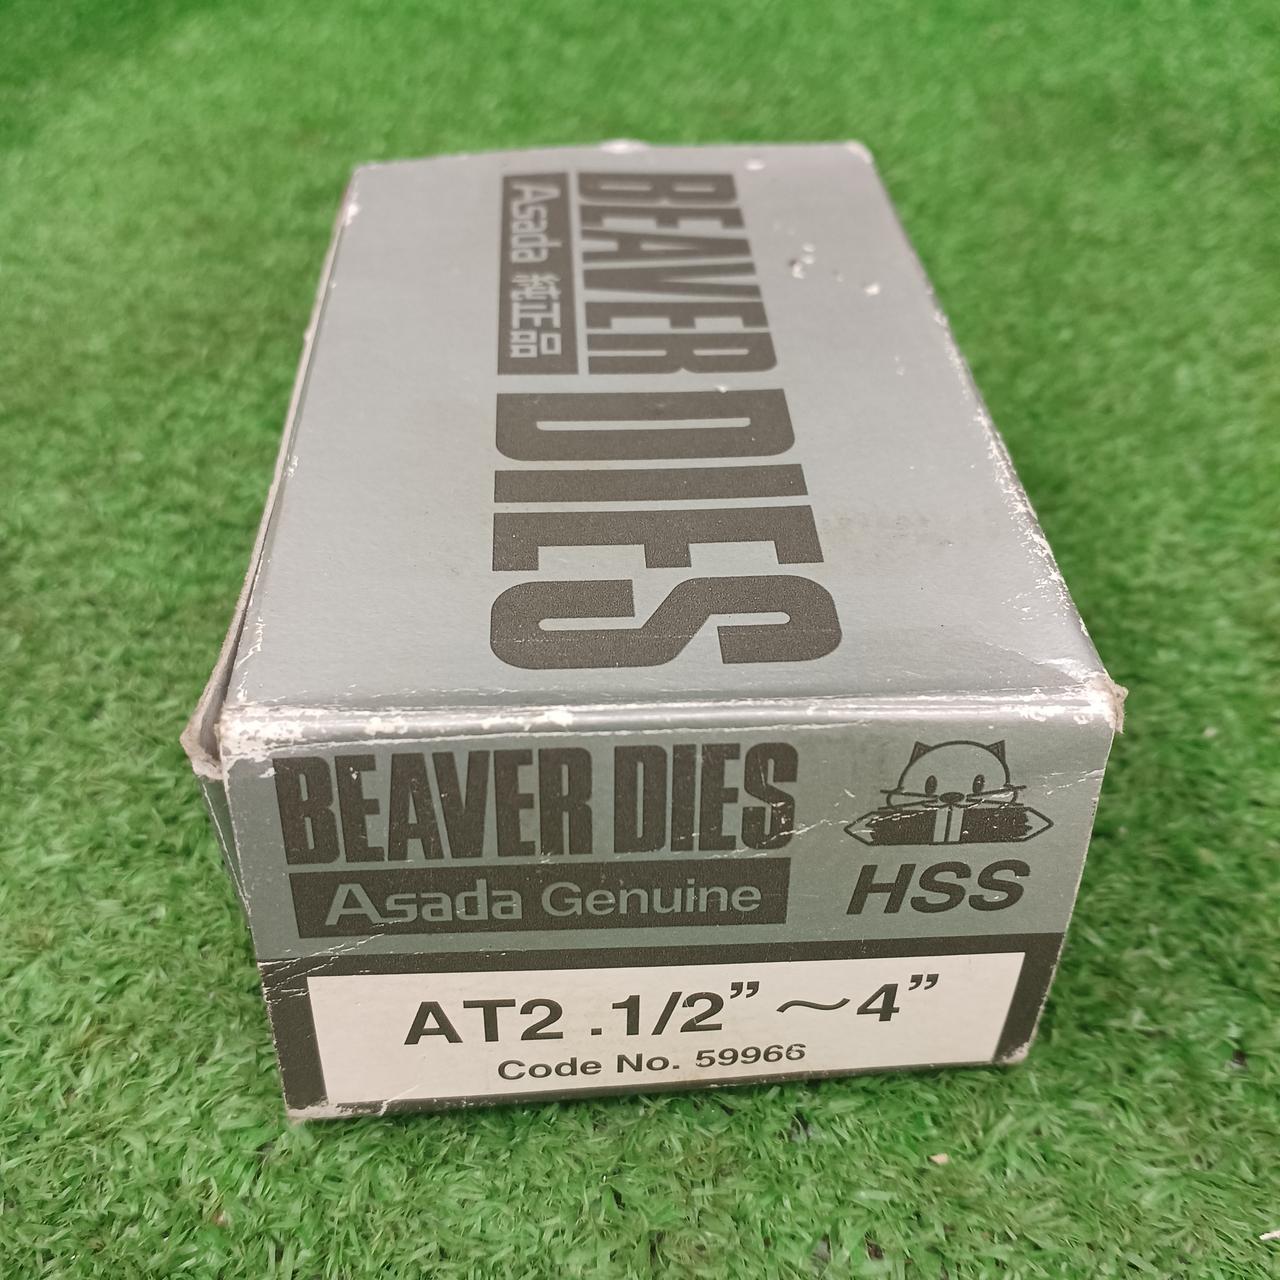 BEAVER DIES
Asada 純正品
BEAVER DIES
Asada Genuine
HSS
AT2 .1/2”～4”
Code No. 59966